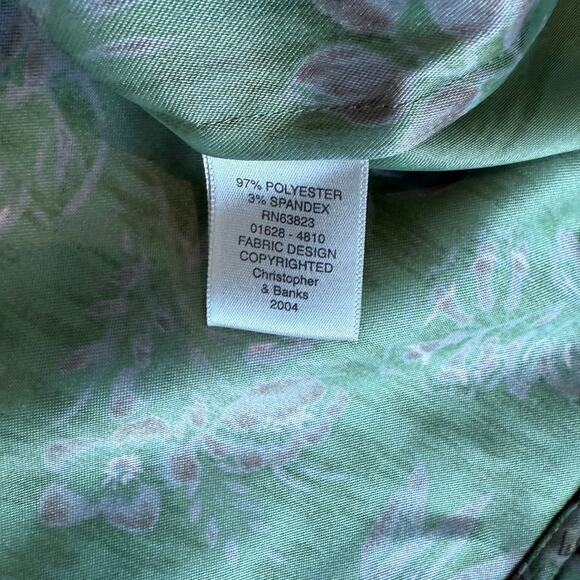 97% POLYESTER
3% SPANDEX
RN63823
01628 - 4810
FABRIC DESIGN
COPYRIGHTED
Christopher
& Banks
2004